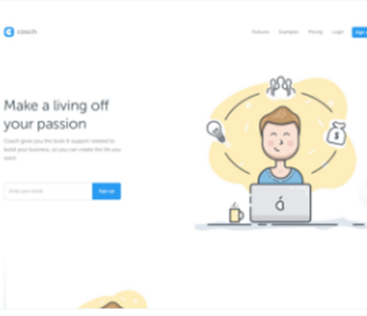 coach
Features Examples Pricing Login Sign up
Make a living off
your passion
Coach gives you the tools & support needed to
build your business, so you can create the life you
want.
Enter your email
Sign up
$